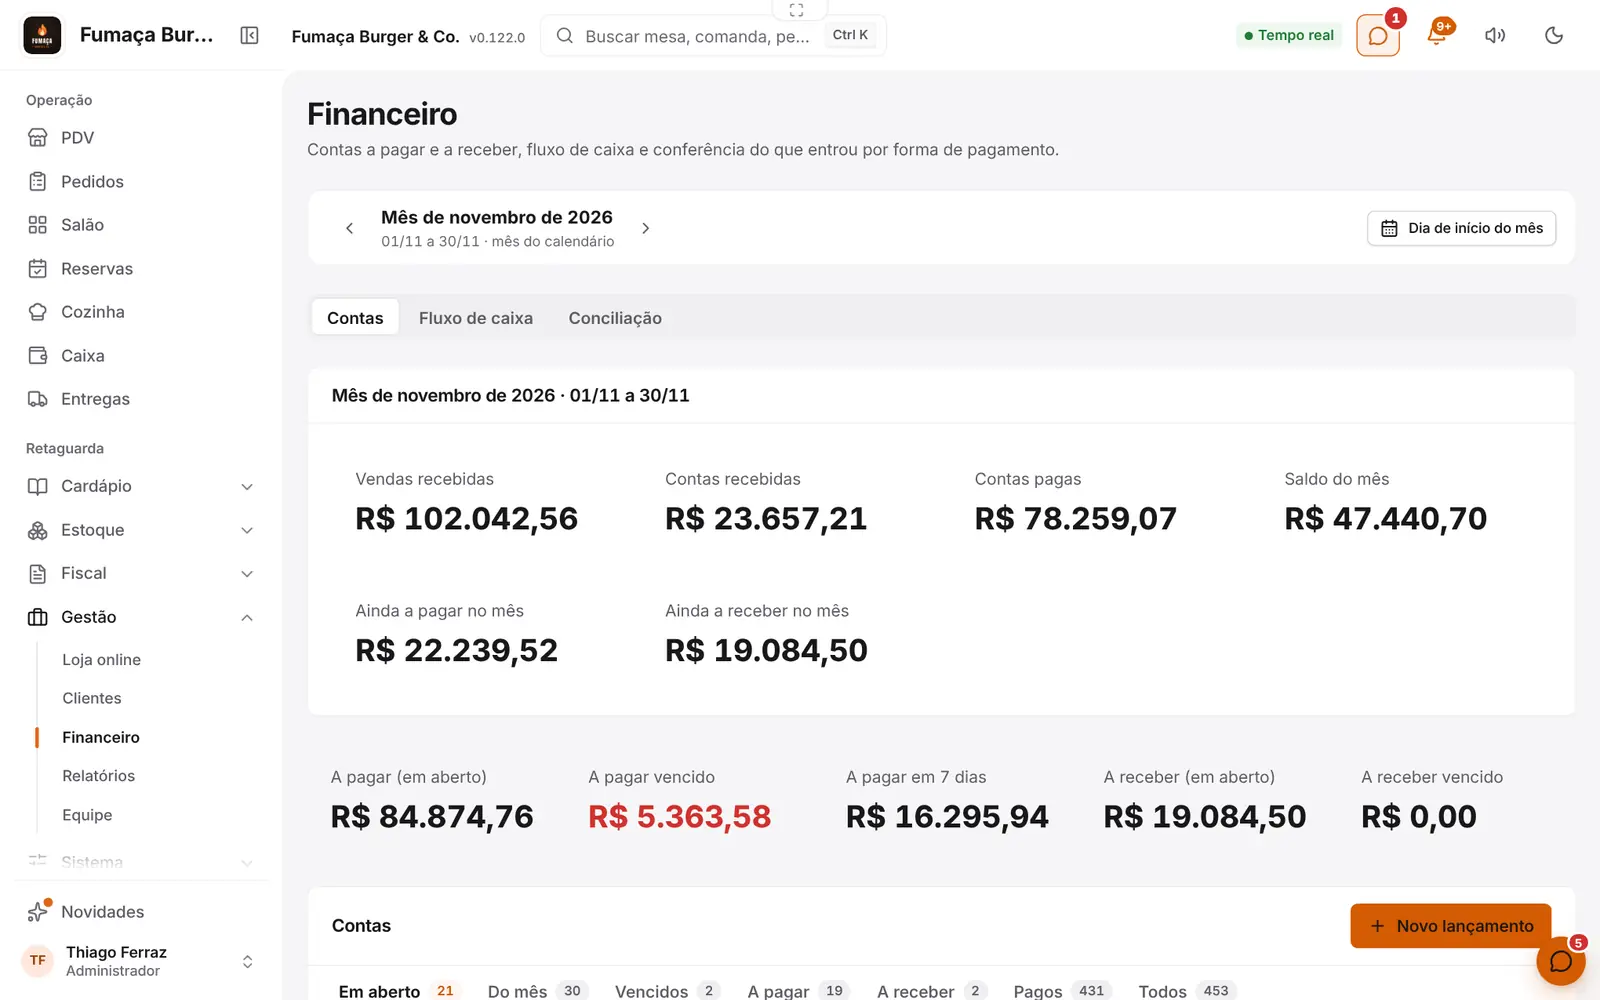 Fumaça Bur...
Fumaça Burger & Co. v0.122.0
Buscar mesa, comanda, pe... Ctrl K
Tempo real
1
9+
Operação
PDV
Pedidos
Salão
Reservas
Cozinha
Caixa
Entregas
Retaguarda
Cardápio
Estoque
Fiscal
Gestão
Loja online
Clientes
Financeiro
Relatórios
Equipe
Sistema
Novidades
TF
Thiago Ferraz
Administrador
Financeiro
Contas a pagar e a receber, fluxo de caixa e conferência do que entrou por forma de pagamento.
Mês de novembro de 2026
01/11 a 30/11 · mês do calendário
Dia de início do mês
Contas Fluxo de caixa Conciliação
Mês de novembro de 2026 · 01/11 a 30/11
Vendas recebidas Contas recebidas Contas pagas Saldo do mês
R$ 102.042,56 R$ 23.657,21 R$ 78.259,07 R$ 47.440,70
Ainda a pagar no mês Ainda a receber no mês
R$ 22.239,52 R$ 19.084,50
A pagar (em aberto) A pagar vencido A pagar em 7 dias A receber (em aberto) A receber vencido
R$ 84.874,76 R$ 5.363,58 R$ 16.295,94 R$ 19.084,50 R$ 0,00
Contas
Novo lançamento
5
Em aberto 21 Do mês 30 Vencidos 2 A pagar 19 A receber 2 Pagos 431 Todos 453